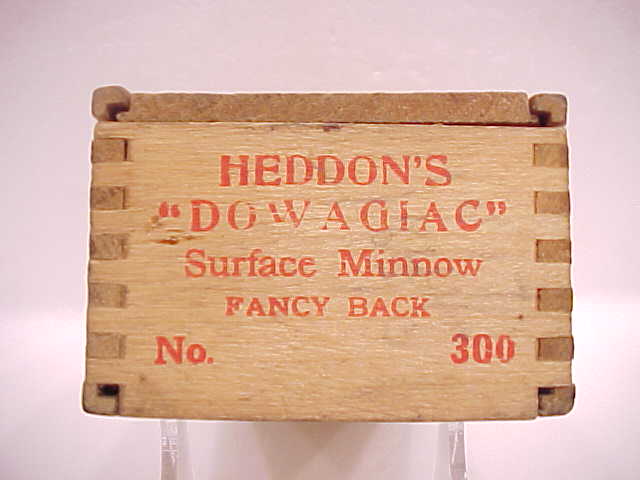 HEDDON'S
"DOWAGIAC"
Surface Minnow
FANCY BACK
No. 300